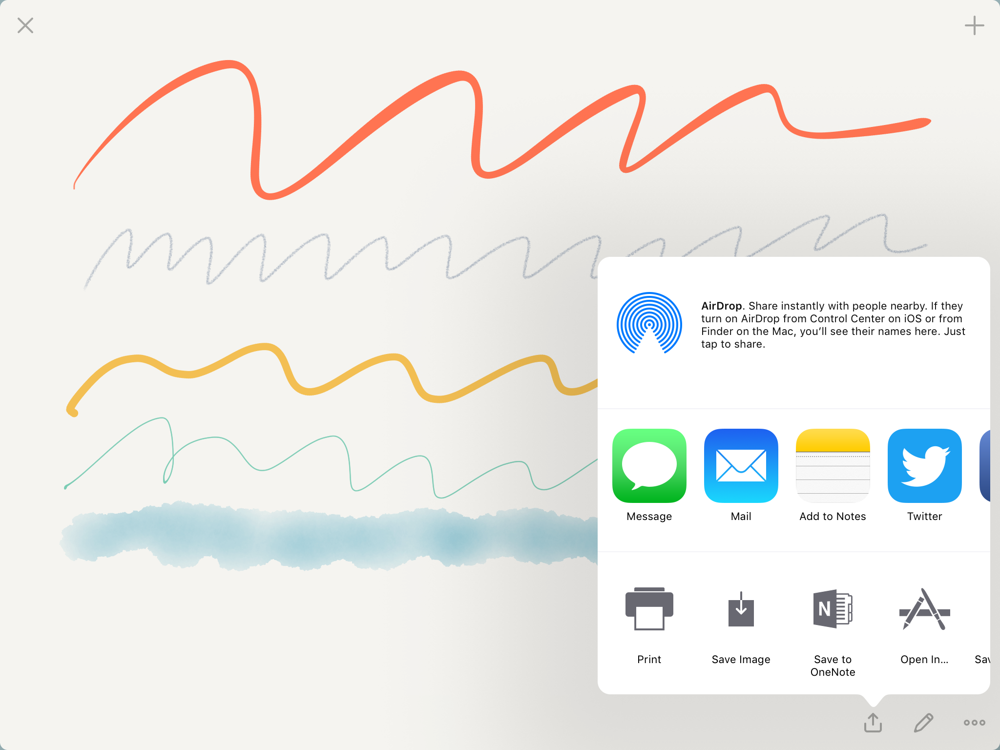 AirDrop. Share instantly with people nearby. If they
turn on AirDrop from Control Center on iOS or from
Finder on the Mac, you’ll see their names here. Just
tap to share.
Message
Mail
Add to Notes
Twitter
N
Print
Save Image
Save to
OneNote
Open In...
Sav